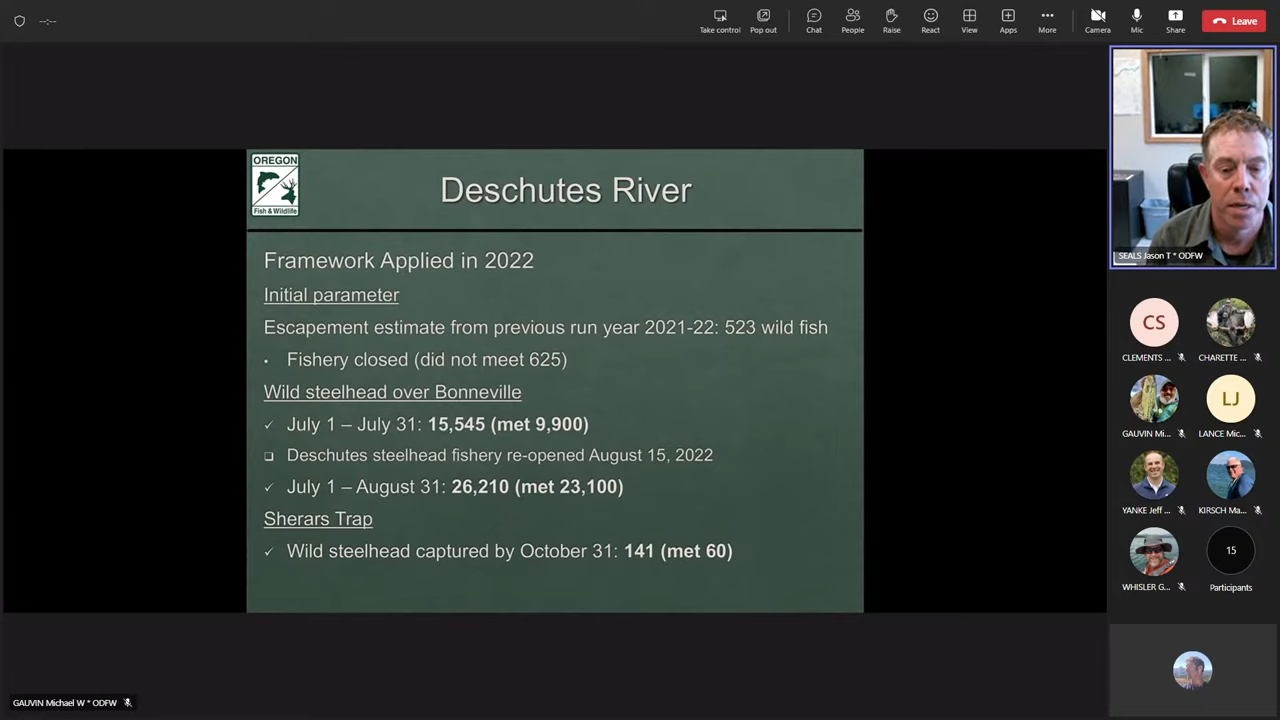 --:--
Take control
Pop out
Chat
People
Raise
React
View
Apps
More
Camera
Mic
Share
Leave
OREGON
Fish & Wildlife
Deschutes River
Framework Applied in 2022
Initial parameter
Escapement estimate from previous run year 2021-22: 523 wild fish
• Fishery closed (did not meet 625)
Wild steelhead over Bonneville
✓ July 1 – July 31: 15,545 (met 9,900)
❑ Deschutes steelhead fishery re-opened August 15, 2022
✓ July 1 – August 31: 26,210 (met 23,100)
Sherars Trap
✓ Wild steelhead captured by October 31: 141 (met 60)
SEALS Jason T * ODFW
CS
CLEMENTS ...
CHARETTE ...
LJ
GAUVIN Mi...
LANCE Mic...
YANKE Jeff ...
KIRSCH Ma...
15
WHISLER G...
Participants
GAUVIN Michael W * ODFW